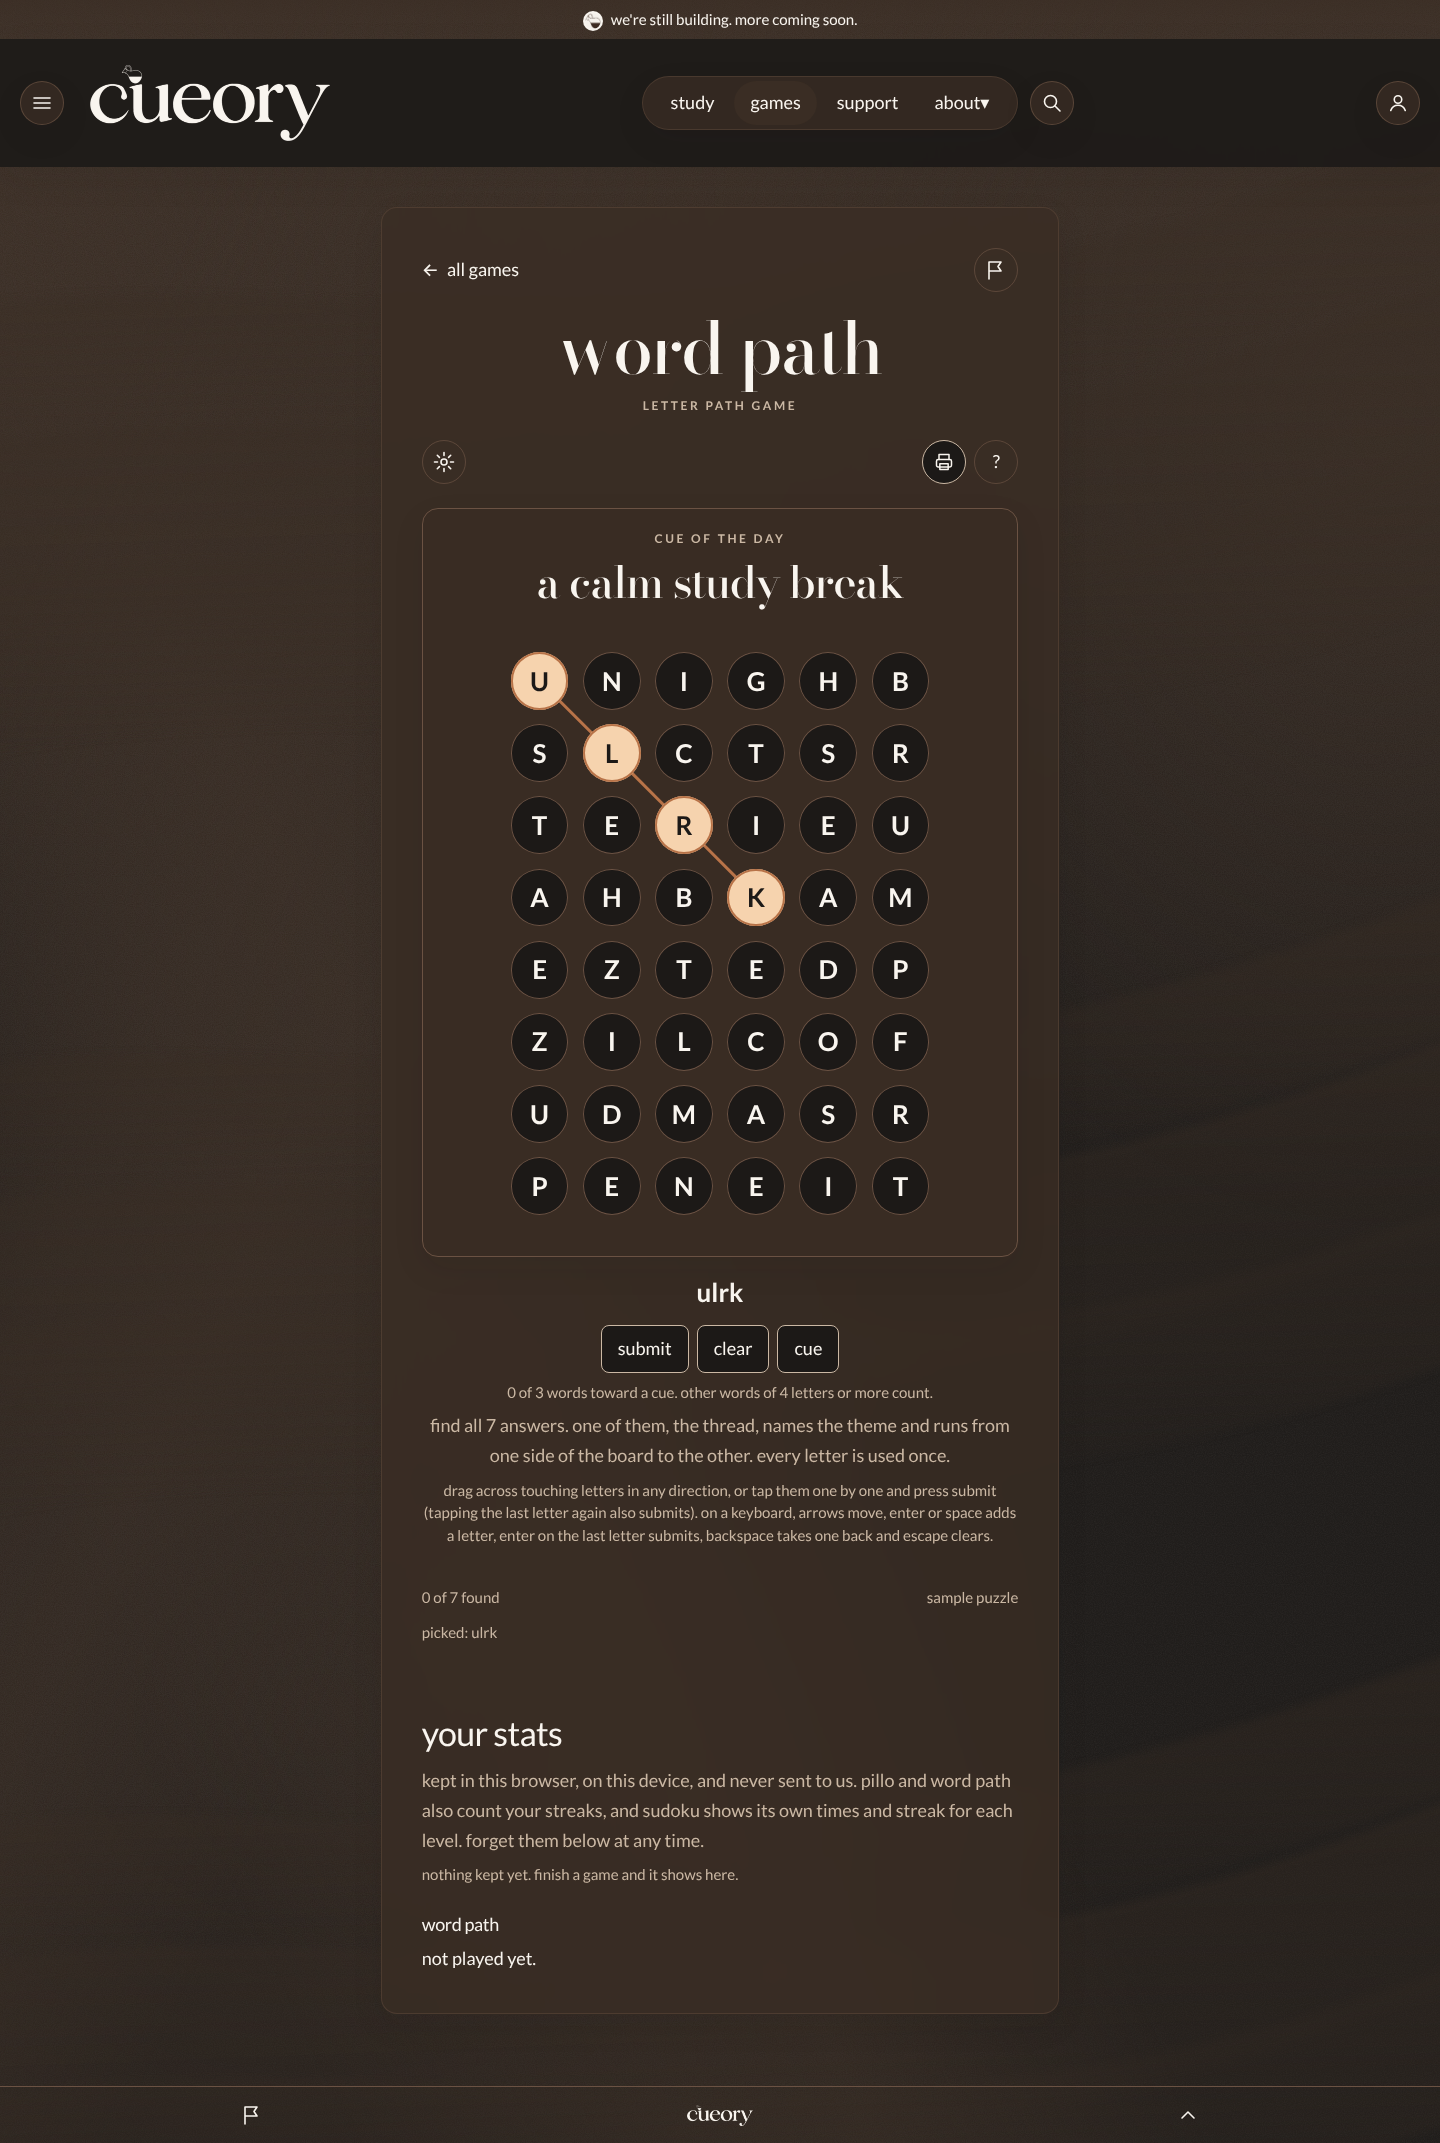 we're still building. more coming soon.
cueory
study games support about▾
← all games
word path
LETTER PATH GAME
?
CUE OF THE DAY
a calm study break
U N I G H B
S L C T S R
T E R I E U
A H B K A M
E Z T E D P
Z I L C O F
U D M A S R
P E N E I T
ulrk
submit clear cue
0 of 3 words toward a cue. other words of 4 letters or more count.
find all 7 answers. one of them, the thread, names the theme and runs from
one side of the board to the other. every letter is used once.
drag across touching letters in any direction, or tap them one by one and press submit
(tapping the last letter again also submits). on a keyboard, arrows move, enter or space adds
a letter, enter on the last letter submits, backspace takes one back and escape clears.
0 of 7 found sample puzzle
picked: ulrk
your stats
kept in this browser, on this device, and never sent to us. pillo and word path
also count your streaks, and sudoku shows its own times and streak for each
level. forget them below at any time.
nothing kept yet. finish a game and it shows here.
word path
not played yet.
cueory